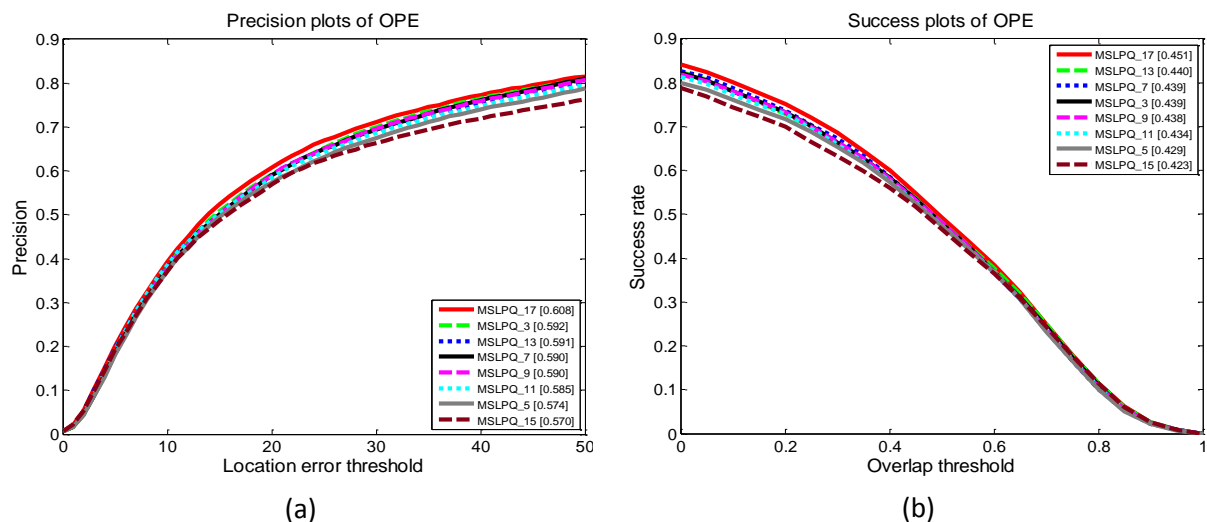 Precision plots of OPE
0.9
0.8
0.7
0.6
0.5
0.4
0.3
0.2
0.1
0
Precision
0 10 20 30 40 50
Location error threshold
MSLPQ_17 [0.608]
MSLPQ_3 [0.592]
MSLPQ_13 [0.591]
MSLPQ_7 [0.590]
MSLPQ_9 [0.590]
MSLPQ_11 [0.585]
MSLPQ_5 [0.574]
MSLPQ_15 [0.570]
(a)
Success plots of OPE
0.9
0.8
0.7
0.6
0.5
0.4
0.3
0.2
0.1
0
Success rate
0 0.2 0.4 0.6 0.8 1
Overlap threshold
MSLPQ_17 [0.451]
MSLPQ_13 [0.440]
MSLPQ_7 [0.439]
MSLPQ_3 [0.439]
MSLPQ_9 [0.438]
MSLPQ_11 [0.434]
MSLPQ_5 [0.429]
MSLPQ_15 [0.423]
(b)